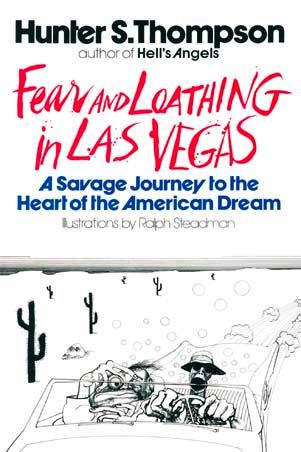 Hunter S. Thompson
author of Hell's Angels
Fear AND LOATHING
in LAS VEGAS
A Savage Journey to the
Heart of the American Dream
Illustrations by Ralph Steadman